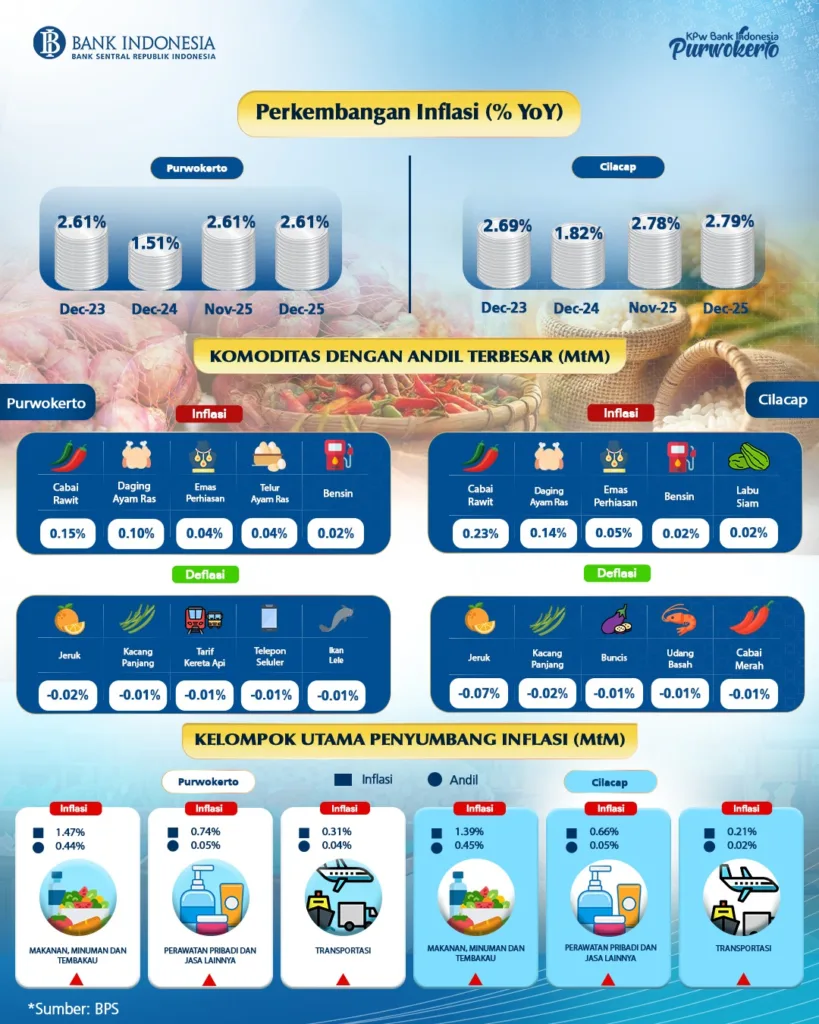 BANK INDONESIA
BANK SENTRAL REPUBLIK INDONESIA
KPw Bank Indonesia
Purwokerto
Perkembangan Inflasi (% YoY)
Purwokerto
2.61%
1.51%
2.61%
2.61%
Dec-23
Dec-24
Nov-25
Dec-25
Cilacap
2.69%
1.82%
2.78%
2.79%
Dec-23
Dec-24
Nov-25
Dec-25
KOMODITAS DENGAN ANDIL TERBESAR (MtM)
Purwokerto
Inflasi
Cabai
Rawit
Daging
Ayam Ras
Emas
Perhiasan
Telur
Ayam Ras
Bensin
0.15%
0.10%
0.04%
0.04%
0.02%
Deflasi
Jeruk
Kacang
Panjang
Tarif
Kereta Api
Telepon
Seluler
Ikan
Lele
-0.02%
-0.01%
-0.01%
-0.01%
-0.01%
Cilacap
Inflasi
Cabai
Rawit
Daging
Ayam Ras
Emas
Perhiasan
Bensin
Labu
Siam
0.23%
0.14%
0.05%
0.02%
0.02%
Deflasi
Jeruk
Kacang
Panjang
Buncis
Udang
Basah
Cabai
Merah
-0.07%
-0.02%
-0.01%
-0.01%
-0.01%
KELOMPOK UTAMA PENYUMBANG INFLASI (MtM)
Purwokerto
Inflasi
Andil
Cilacap
Inflasi
1.47%
0.44%
MAKANAN, MINUMAN DAN
TEMBAKAU
Inflasi
0.74%
0.05%
PERAWATAN PRIBADI DAN
JASA LAINNYA
Inflasi
0.31%
0.04%
TRANSPORTASI
Inflasi
1.39%
0.45%
MAKANAN, MINUMAN DAN
TEMBAKAU
Inflasi
0.66%
0.05%
PERAWATAN PRIBADI DAN
JASA LAINNYA
Inflasi
0.21%
0.02%
TRANSPORTASI
*Sumber: BPS